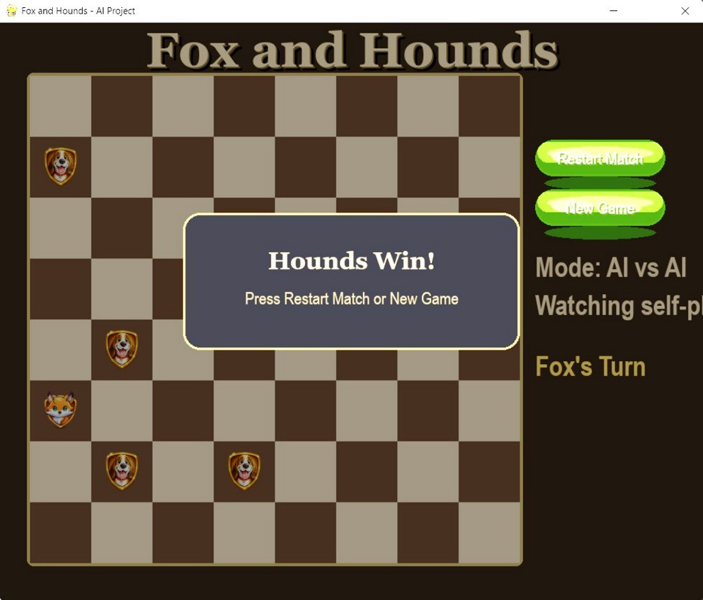 Fox and Hounds - AI Project
Fox and Hounds
Restart Match
New Game
Hounds Win!
Press Restart Match or New Game
Mode: AI vs AI
Watching self-pl
Fox's Turn